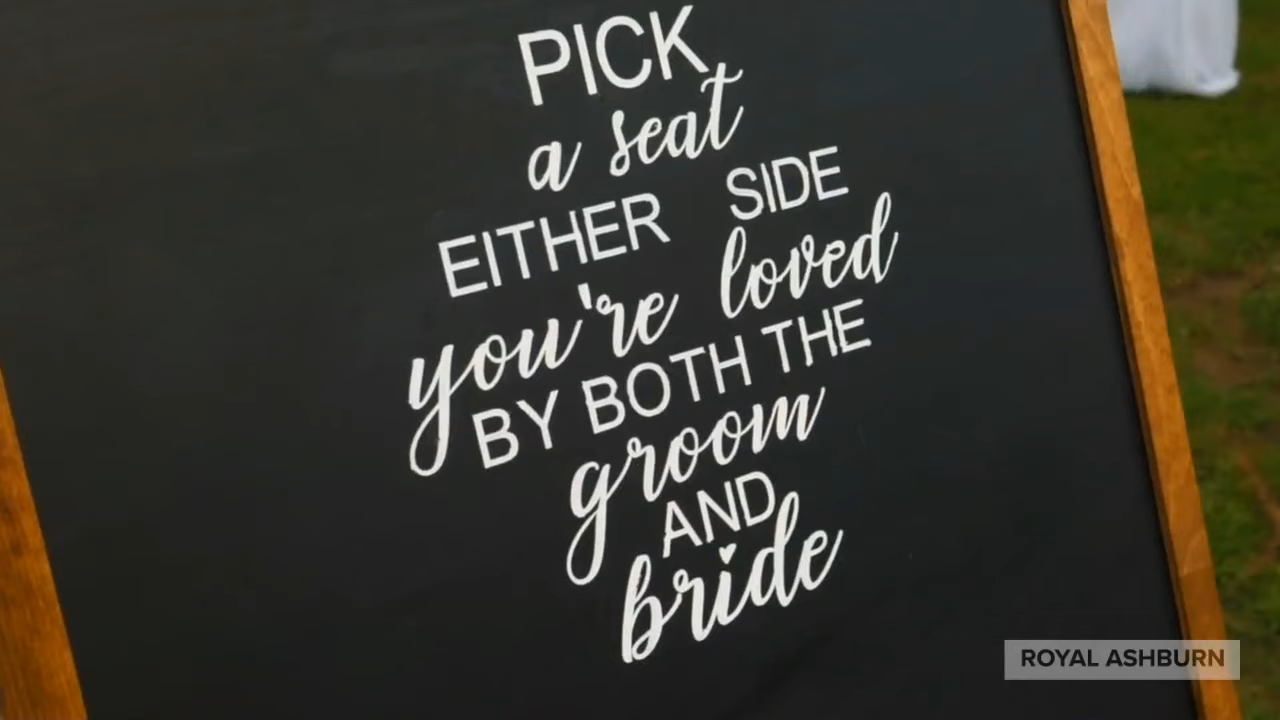 PICK
a seat
EITHER SIDE
you're loved
BY BOTH THE
groom
AND
bride
ROYAL ASHBURN